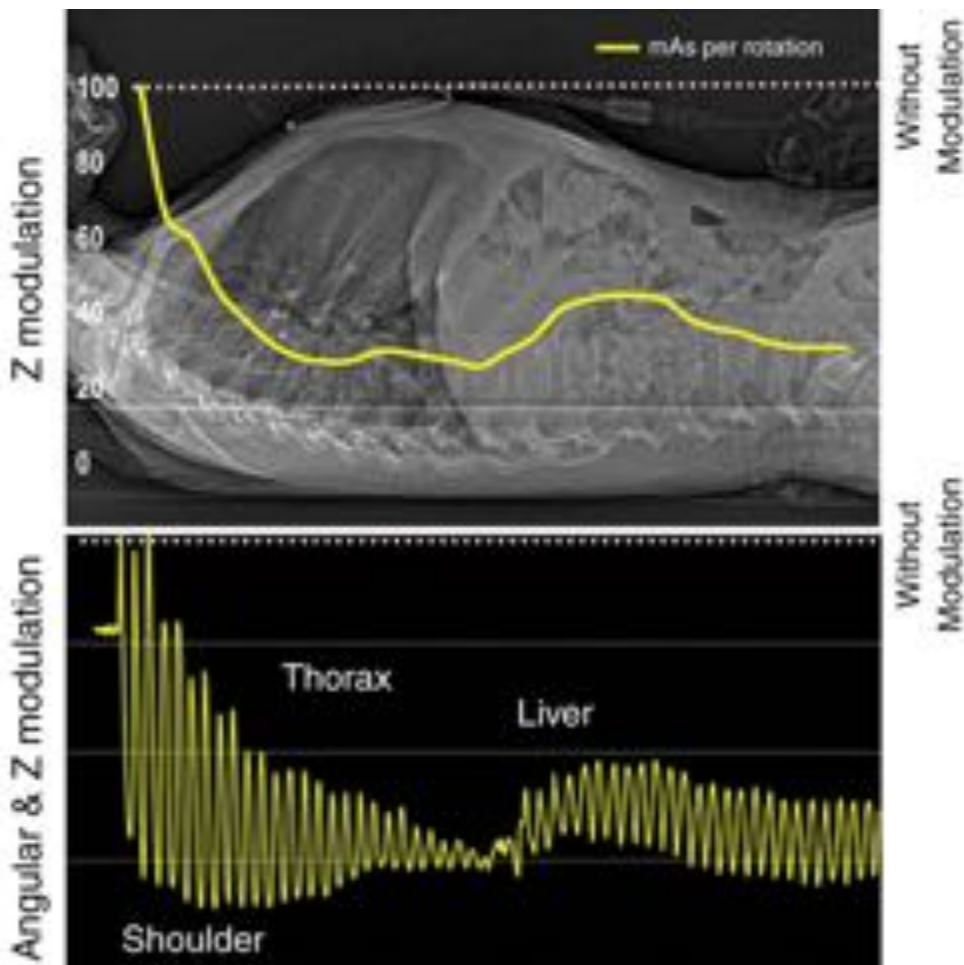 mAs per rotation
100
80
60
40
20
0
Z modulation
Without
Modulation
Thorax
Liver
Shoulder
Angular & Z modulation
Without
Modulation